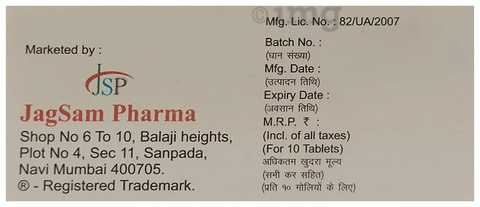 Marketed by :
JSP
JagSam Pharma
Shop No 6 To 10, Balaji heights,
Plot No 4, Sec 11, Sanpada,
Navi Mumbai 400705.
® - Registered Trademark.
1mg
Mfg. Lic. No. : 82/UA/2007
Batch No. :
(घान संख्या)
Mfg. Date :
(उत्पादन तिथि)
Expiry Date :
(अवसान तिथि)
M.R.P. ₹ :
(Incl. of all taxes)
(For 10 Tablets)
अधिकतम खुदरा मूल्य
(सभी कर सहित)
(प्रति १० गोलियों के लिए)